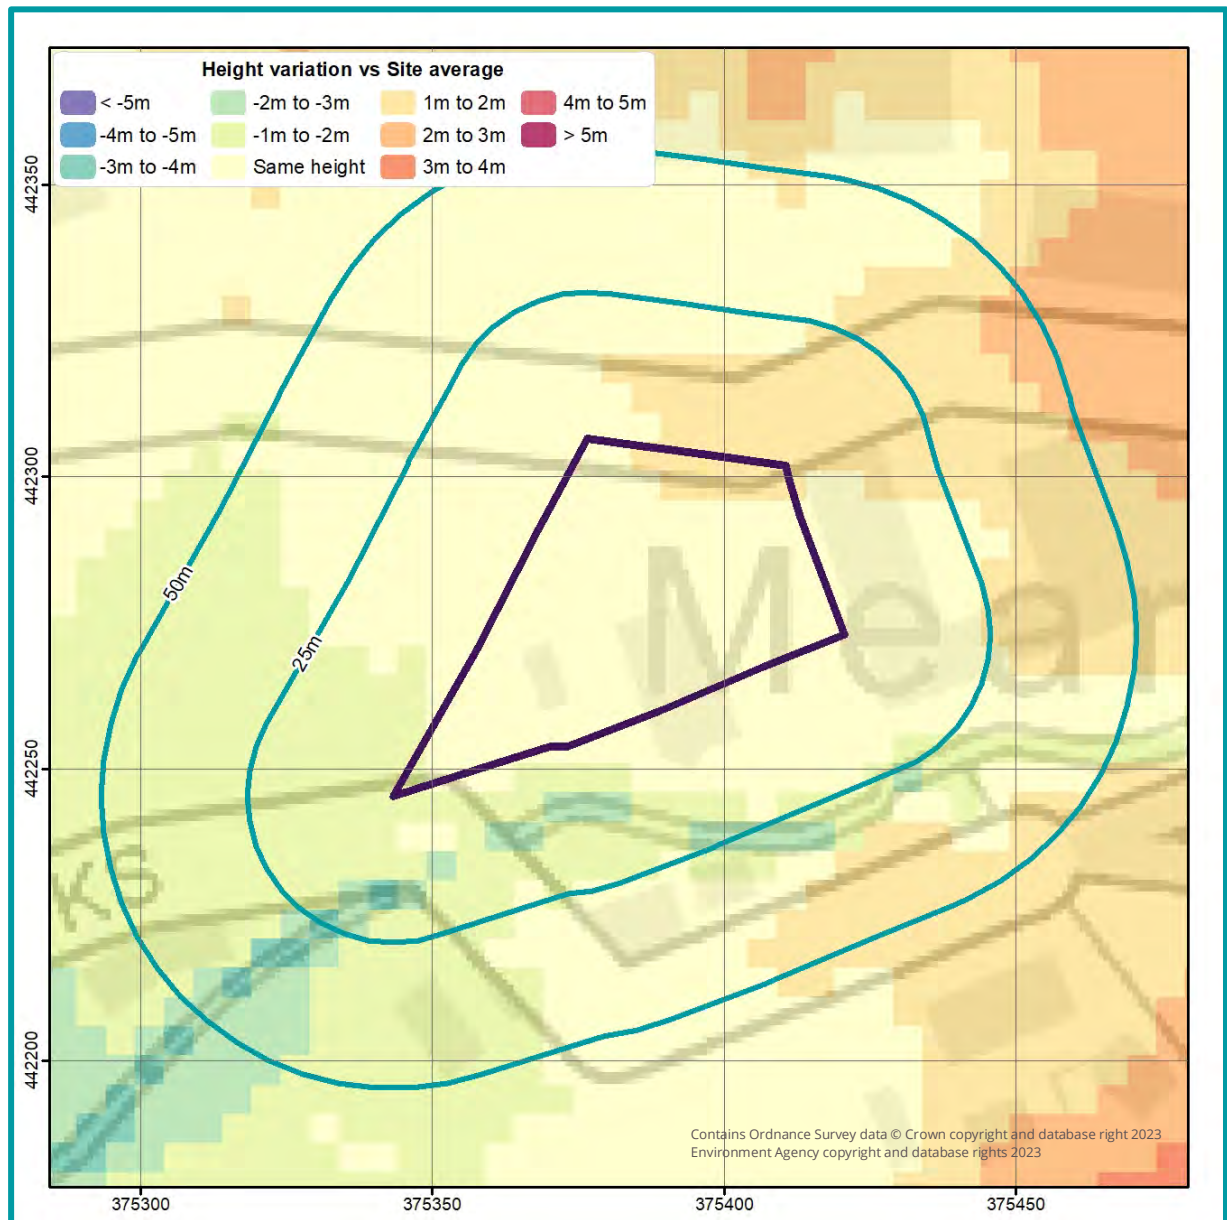 Height variation vs Site average
< -5m
-2m to -3m
1m to 2m
4m to 5m
-4m to -5m
-1m to -2m
2m to 3m
> 5m
-3m to -4m
Same height
3m to 4m
442350
442300
50m
25m
Mear
442250
ks
442200
Contains Ordnance Survey data © Crown copyright and database right 2023
Environment Agency copyright and database rights 2023
375300
375350
375400
375450